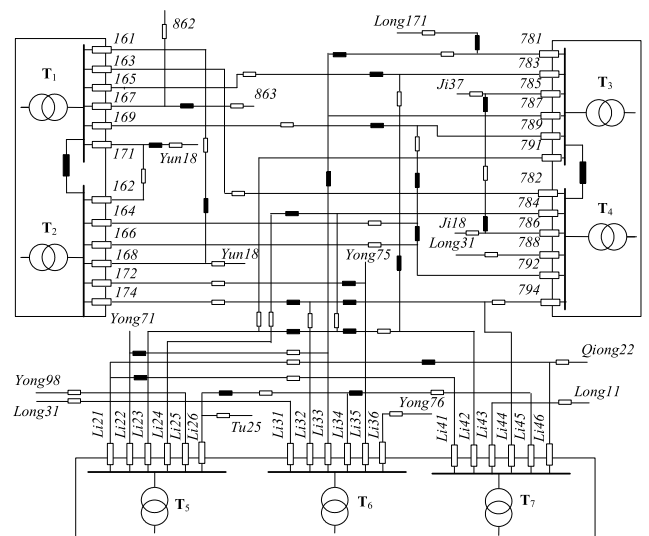 862
Long171
161
163
165
167
169
171
T1
863
Yun18
162
164
166
168
172
174
T2
Yun18
Yong75
Yong71
781
783
785
787
789
791
T3
Ji37
782
784
786
788
792
794
T4
Ji18
Long31
Qiong22
Yong98
Long31
Long11
Yong76
Tu25
Li21
Li22
Li23
Li24
Li25
Li26
Li31
Li32
Li33
Li34
Li35
Li36
Li41
Li42
Li43
Li44
Li45
Li46
T5
T6
T7